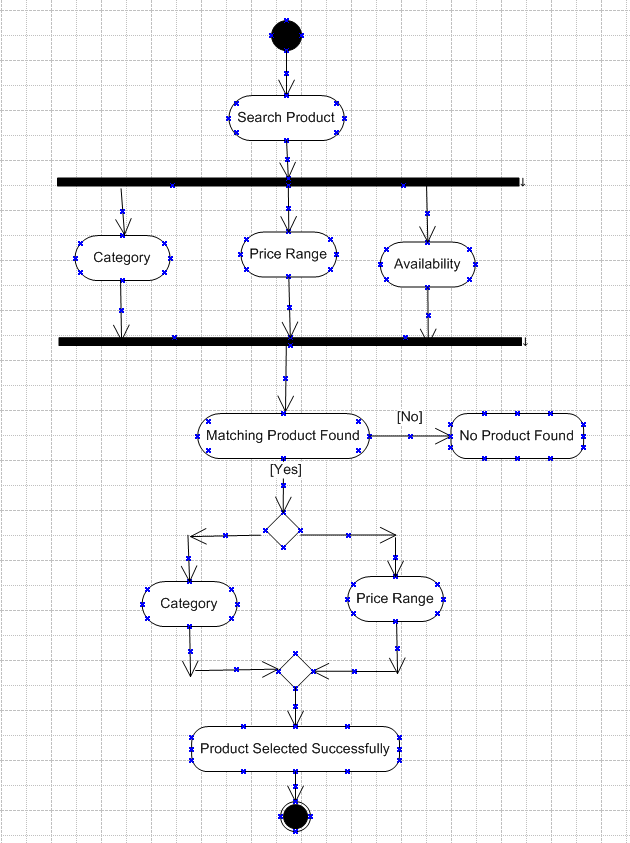 Search Product
Category
Price Range
Availability
Matching Product Found
[No]
No Product Found
[Yes]
Category
Price Range
Product Selected Successfully